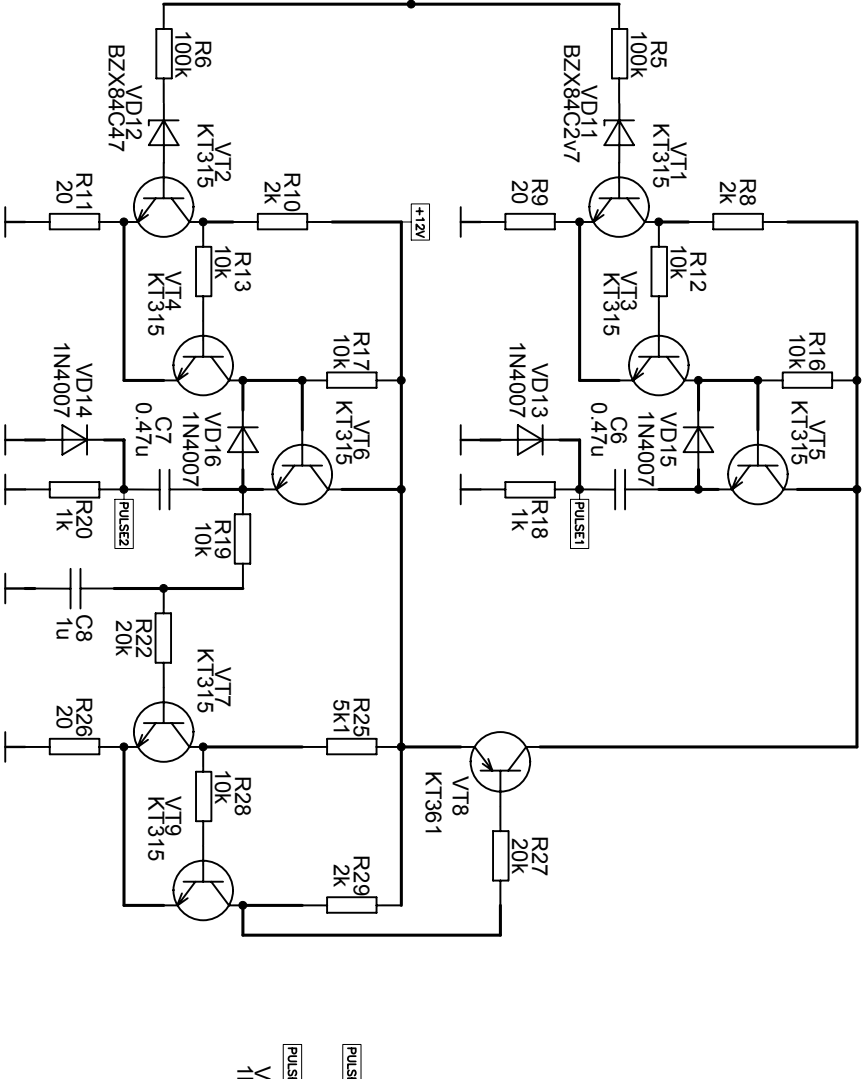 R6
100k
VD12
BZX84C47
VT2
KT315
R11
20
R10
2k
+12V
R13
10k
VT4
KT315
R17
10k
VD14
1N4007
C7
0.47u
VD16
1N4007
VT6
KT315
R20
1k
PULSE2
R19
10k
C8
1u
R22
20k
VT7
KT315
R26
20
R25
5k1
R28
10k
VT9
KT315
R29
2k
R5
100k
VD11
BZX84C2v7
VT1
KT315
R9
20
R8
2k
R12
10k
VT3
KT315
R16
10k
VD13
1N4007
C6
0.47u
VD15
1N4007
VT5
KT315
R18
1k
PULSE1
VT8
KT361
R27
20k